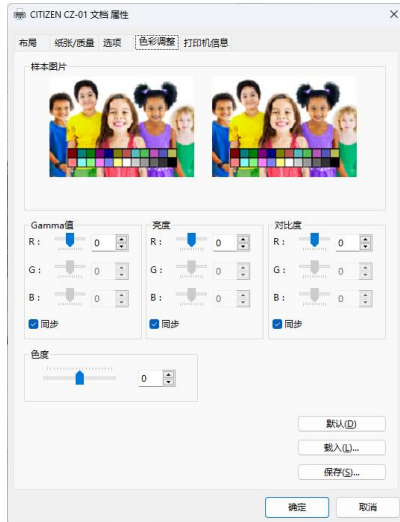 CITIZEN CZ-01 文档 属性
布局 纸张/质量 选项 色彩调整 打印机信息
样本图片
Gamma值 亮度 对比度
R： 0 R： 0 R： 0
G： 0 G： 0 G： 0
B： 0 B： 0 B： 0
同步 同步 同步
色度
0
默认(D)
载入(L)...
保存(S)...
确定 取消